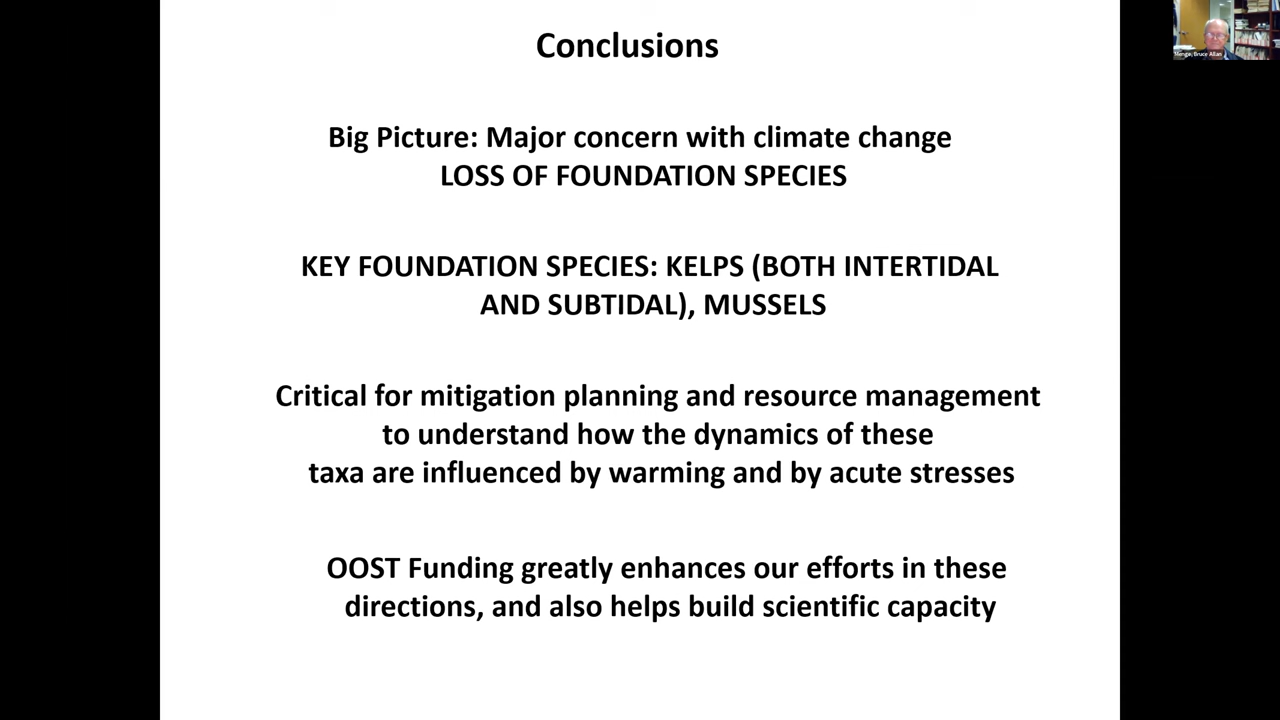 Conclusions
Big Picture: Major concern with climate change
LOSS OF FOUNDATION SPECIES
KEY FOUNDATION SPECIES: KELPS (BOTH INTERTIDAL
AND SUBTIDAL), MUSSELS
Critical for mitigation planning and resource management
to understand how the dynamics of these
taxa are influenced by warming and by acute stresses
OOST Funding greatly enhances our efforts in these
directions, and also helps build scientific capacity
Menge, Bruce Allan